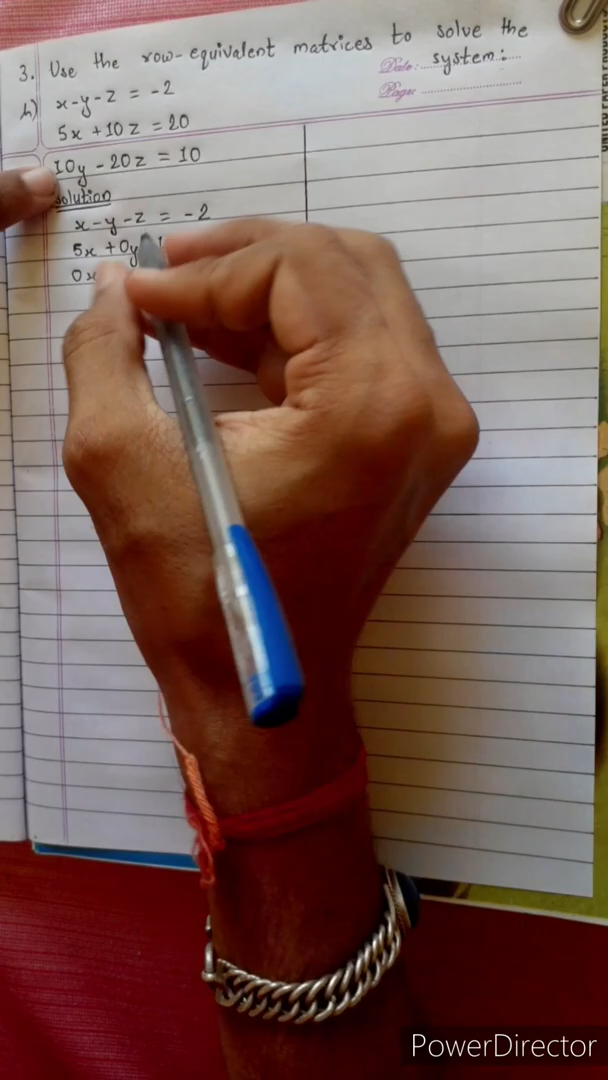 3. Use the row-equivalent matrices to solve the
Date: system:
Page:
h) x-y-z = -2
5x + 10z = 20
10y - 20z = 10
Solution
x-y-z = -2
5x + 0y
0x
PowerDirector